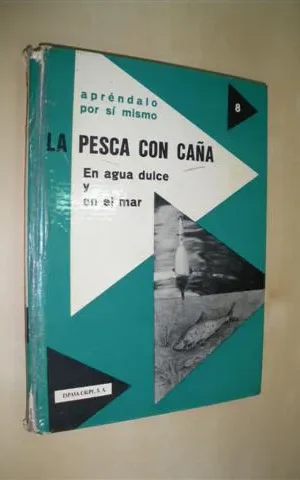 apréndalo
por sí mismo
8
LA PESCA CON CAÑA
En agua dulce
y
en el mar
ESPASA-CALPE, S. A.